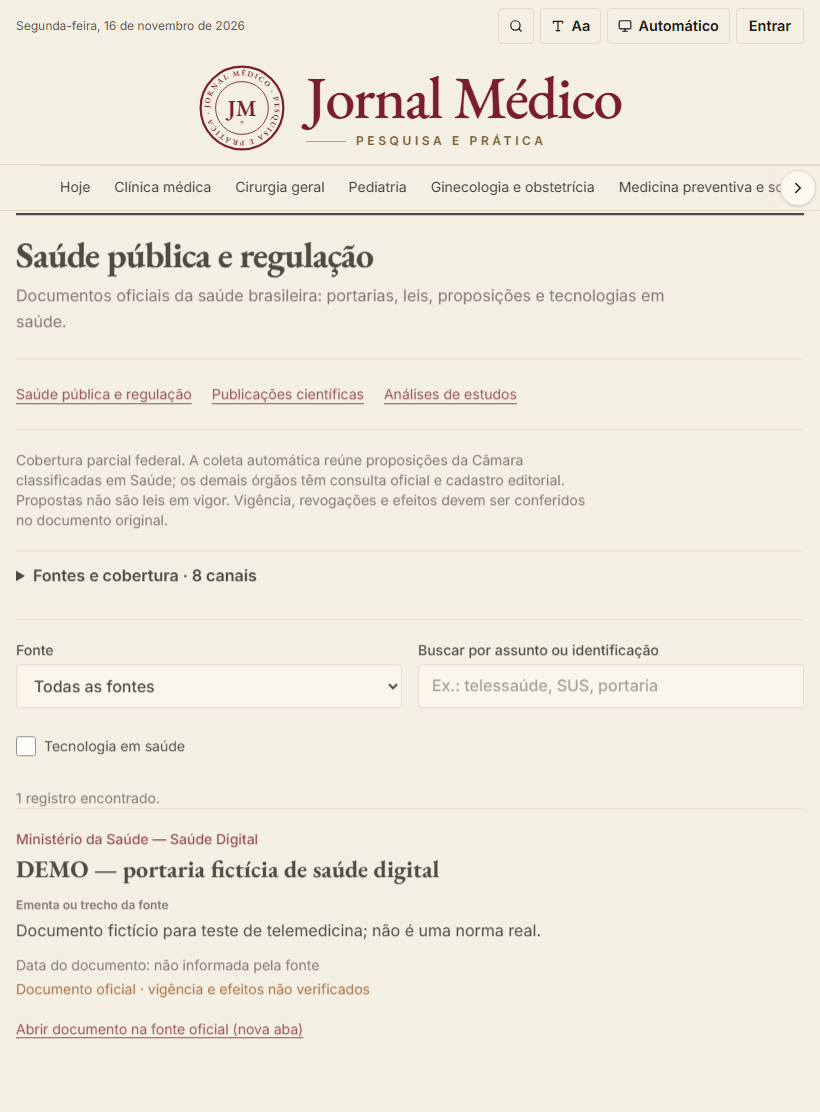 Segunda-feira, 16 de novembro de 2026
Aa
Automático
Entrar
JORNAL MÉDICO · PESQUISA E PRÁTICA ·
JM
Jornal Médico
PESQUISA E PRÁTICA
Hoje
Clínica médica
Cirurgia geral
Pediatria
Ginecologia e obstetrícia
Medicina preventiva e
Saúde pública e regulação
Documentos oficiais da saúde brasileira: portarias, leis, proposições e tecnologias em
saúde.
Saúde pública e regulação
Publicações científicas
Análises de estudos
Cobertura parcial federal. A coleta automática reúne proposições da Câmara
classificadas em Saúde; os demais órgãos têm consulta oficial e cadastro editorial.
Propostas não são leis em vigor. Vigência, revogações e efeitos devem ser conferidos
no documento original.
Fontes e cobertura · 8 canais
Fonte
Todas as fontes
Buscar por assunto ou identificação
Ex.: telessaúde, SUS, portaria
Tecnologia em saúde
1 registro encontrado.
Ministério da Saúde — Saúde Digital
DEMO — portaria fictícia de saúde digital
Ementa ou trecho da fonte
Documento fictício para teste de telemedicina; não é uma norma real.
Data do documento: não informada pela fonte
Documento oficial · vigência e efeitos não verificados
Abrir documento na fonte oficial (nova aba)